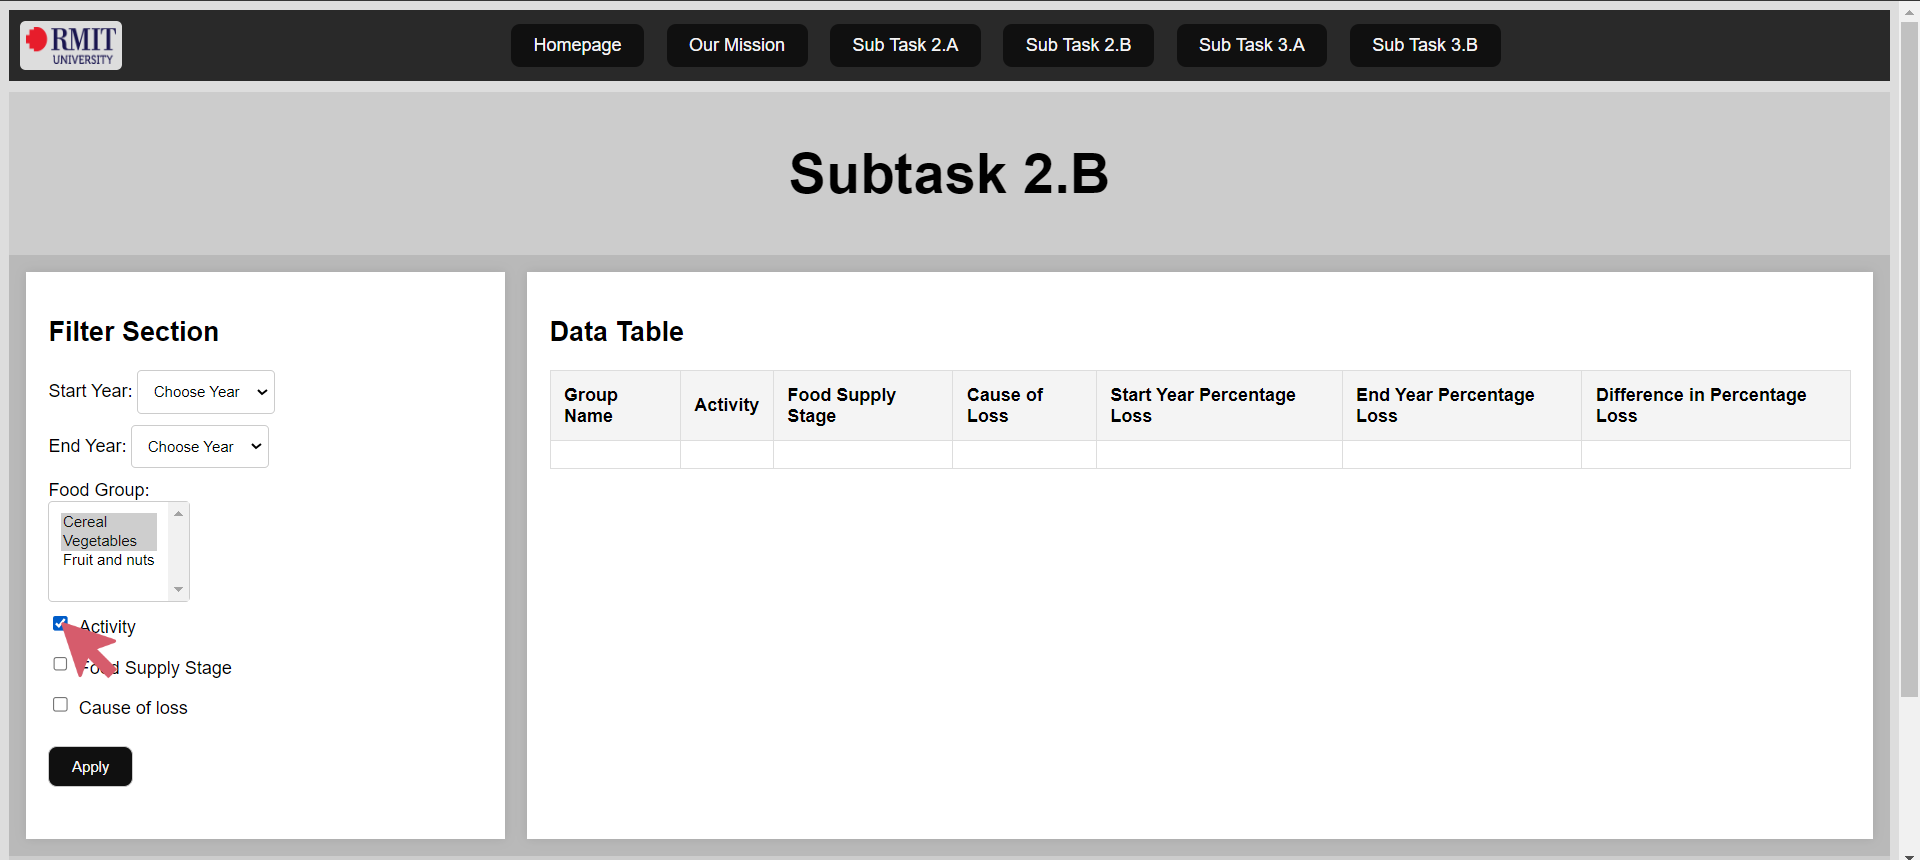 RMIT
UNIVERSITY
Homepage
Our Mission
Sub Task 2.A
Sub Task 2.B
Sub Task 3.A
Sub Task 3.B
Subtask 2.B
Filter Section
Start Year: Choose Year
End Year: Choose Year
Food Group:
Cereal
Vegetables
Fruit and nuts
Activity
Food Supply Stage
Cause of loss
Apply
Data Table
Group
Name
Activity
Food Supply
Stage
Cause of
Loss
Start Year Percentage
Loss
End Year Percentage
Loss
Difference in Percentage
Loss